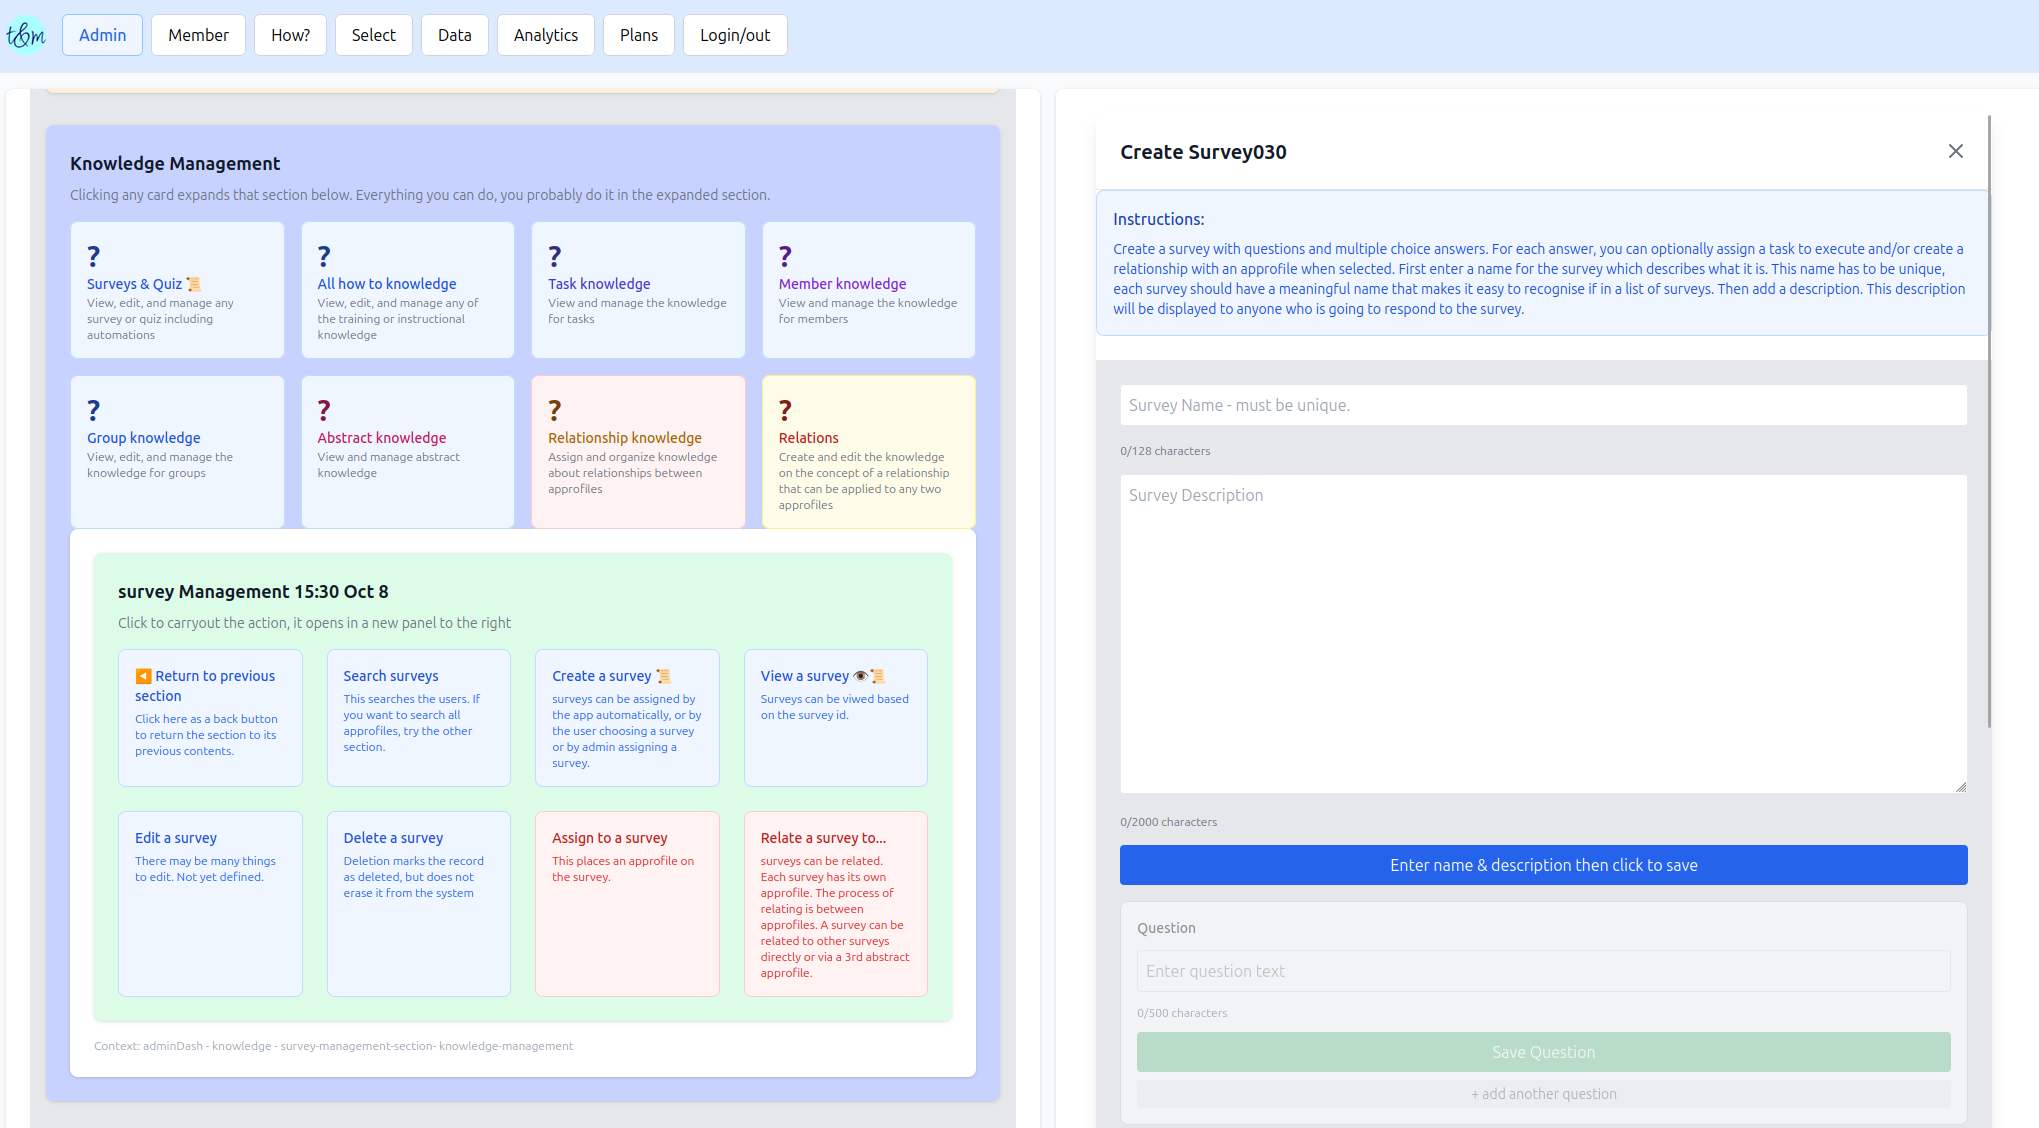 t&m
Admin
Member
How?
Select
Data
Analytics
Plans
Login/out
Knowledge Management
Clicking any card expands that section below. Everything you can do, you probably do it in the expanded section.
?
Surveys & Quiz 📜
View, edit, and manage any
survey or quiz including
automations
?
All how to knowledge
View, edit, and manage any of
the training or instructional
knowledge
?
Task knowledge
View and manage the knowledge
for tasks
?
Member knowledge
View and manage the knowledge
for members
?
Group knowledge
View, edit, and manage the
knowledge for groups
?
Abstract knowledge
View and manage abstract
knowledge
?
Relationship knowledge
Assign and organize knowledge
about relationships between
approfiles
?
Relations
Create and edit the knowledge
on the concept of a relationship
that can be applied to any two
approfiles
survey Management 15:30 Oct 8
Click to carryout the action, it opens in a new panel to the right
◀️ Return to previous
section
Click here as a back button
to return the section to its
previous contents.
Search surveys
This searches the users. If
you want to search all
approfiles, try the other
section.
Create a survey 📜
surveys can be assigned by
the app automatically, or by
the user choosing a survey
or by admin assigning a
survey.
View a survey 👁📜
Surveys can be viwed based
on the survey id.
Edit a survey
There may be many things
to edit. Not yet defined.
Delete a survey
Deletion marks the record
as deleted, but does not
erase it from the system
Assign to a survey
This places an approfile on
the survey.
Relate a survey to...
surveys can be related.
Each survey has its own
approfile. The process of
relating is between
approfiles. A survey can be
related to other surveys
directly or via a 3rd abstract
approfile.
Context: adminDash - knowledge - survey-management-section- knowledge-management
Create Survey030
Instructions:
Create a survey with questions and multiple choice answers. For each answer, you can optionally assign a task to execute and/or create a
relationship with an approfile when selected. First enter a name for the survey which describes what it is. This name has to be unique,
each survey should have a meaningful name that makes it easy to recognise if in a list of surveys. Then add a description. This description
will be displayed to anyone who is going to respond to the survey.
Survey Name - must be unique.
0/128 characters
Survey Description
0/2000 characters
Enter name & description then click to save
Question
Enter question text
0/500 characters
Save Question
+ add another question